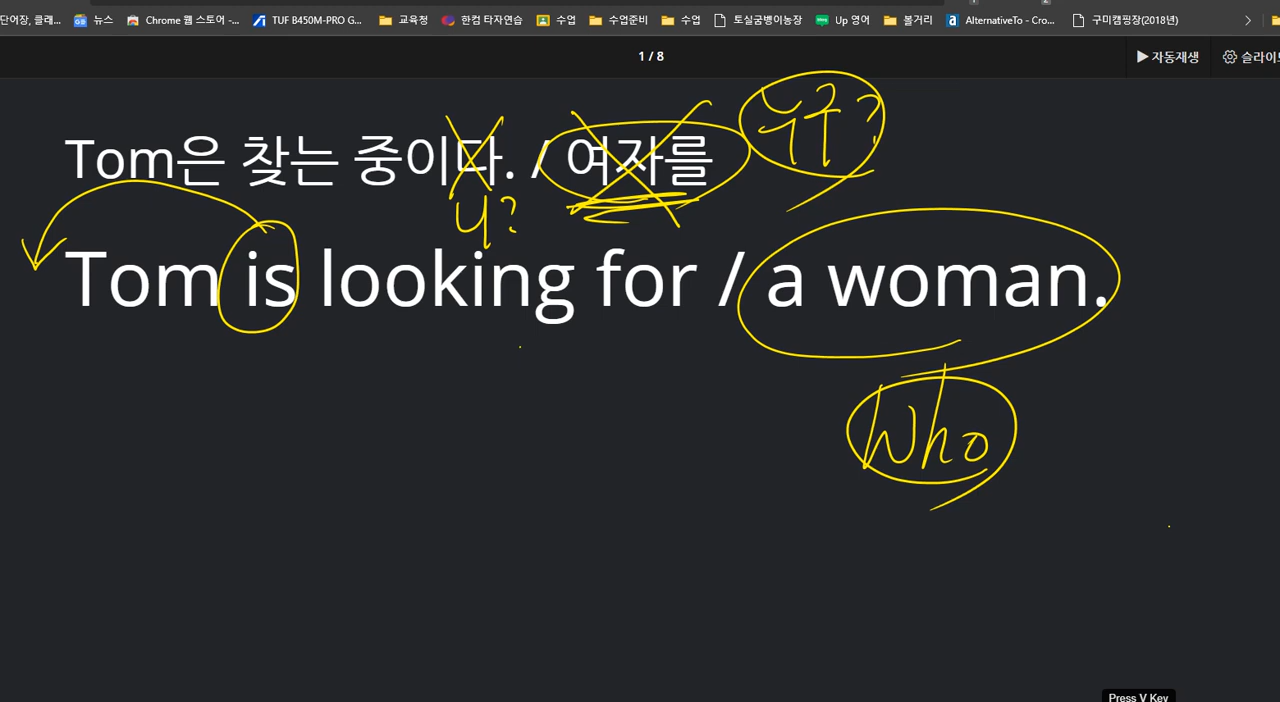 단어장, 클래... 뉴스 Chrome 웹 스토어 -... TUF B450M-PRO G... 교육청 한컴 타자연습 수업 수업준비 수업 토실굼벵이농장 Up 영어 볼거리 AlternativeTo - Cro... 구미캠핑장(2018년)
1 / 8
자동재생
슬라이드
Tom은 찾는 중이다. / 여자를
누구?
니?
Tom is looking for / a woman.
Who
Press V Key